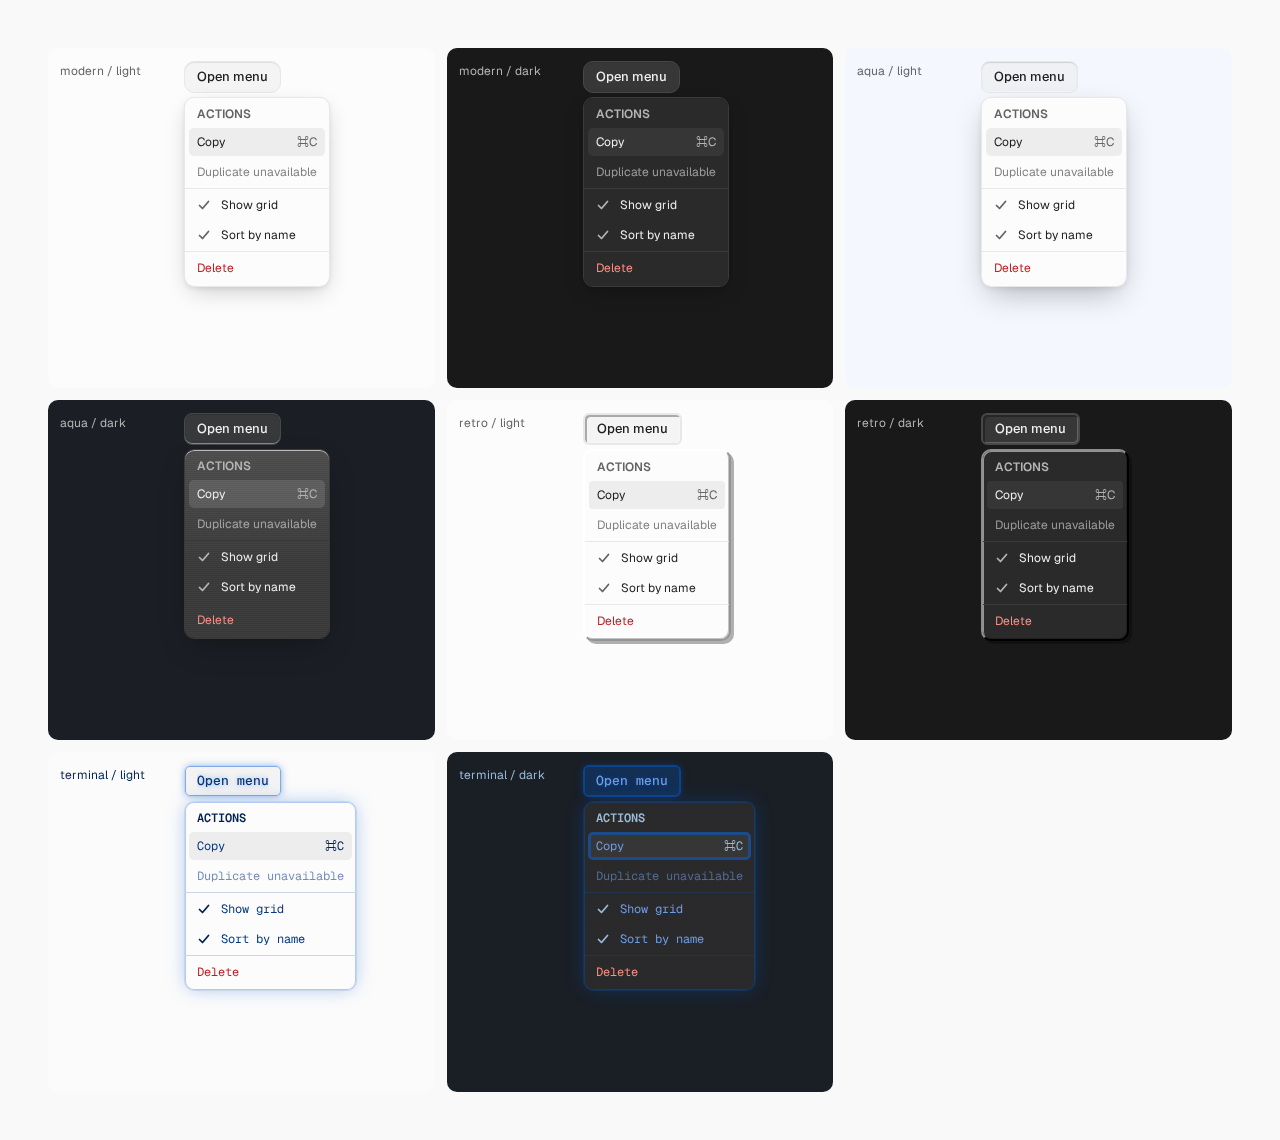 modern / light
Open menu
ACTIONS
Copy ⌘C
Duplicate unavailable
Show grid
Sort by name
Delete
modern / dark
Open menu
ACTIONS
Copy ⌘C
Duplicate unavailable
Show grid
Sort by name
Delete
aqua / light
Open menu
ACTIONS
Copy ⌘C
Duplicate unavailable
Show grid
Sort by name
Delete
aqua / dark
Open menu
ACTIONS
Copy ⌘C
Duplicate unavailable
Show grid
Sort by name
Delete
retro / light
Open menu
ACTIONS
Copy ⌘C
Duplicate unavailable
Show grid
Sort by name
Delete
retro / dark
Open menu
ACTIONS
Copy ⌘C
Duplicate unavailable
Show grid
Sort by name
Delete
terminal / light
Open menu
ACTIONS
Copy ⌘C
Duplicate unavailable
Show grid
Sort by name
Delete
terminal / dark
Open menu
ACTIONS
Copy ⌘C
Duplicate unavailable
Show grid
Sort by name
Delete